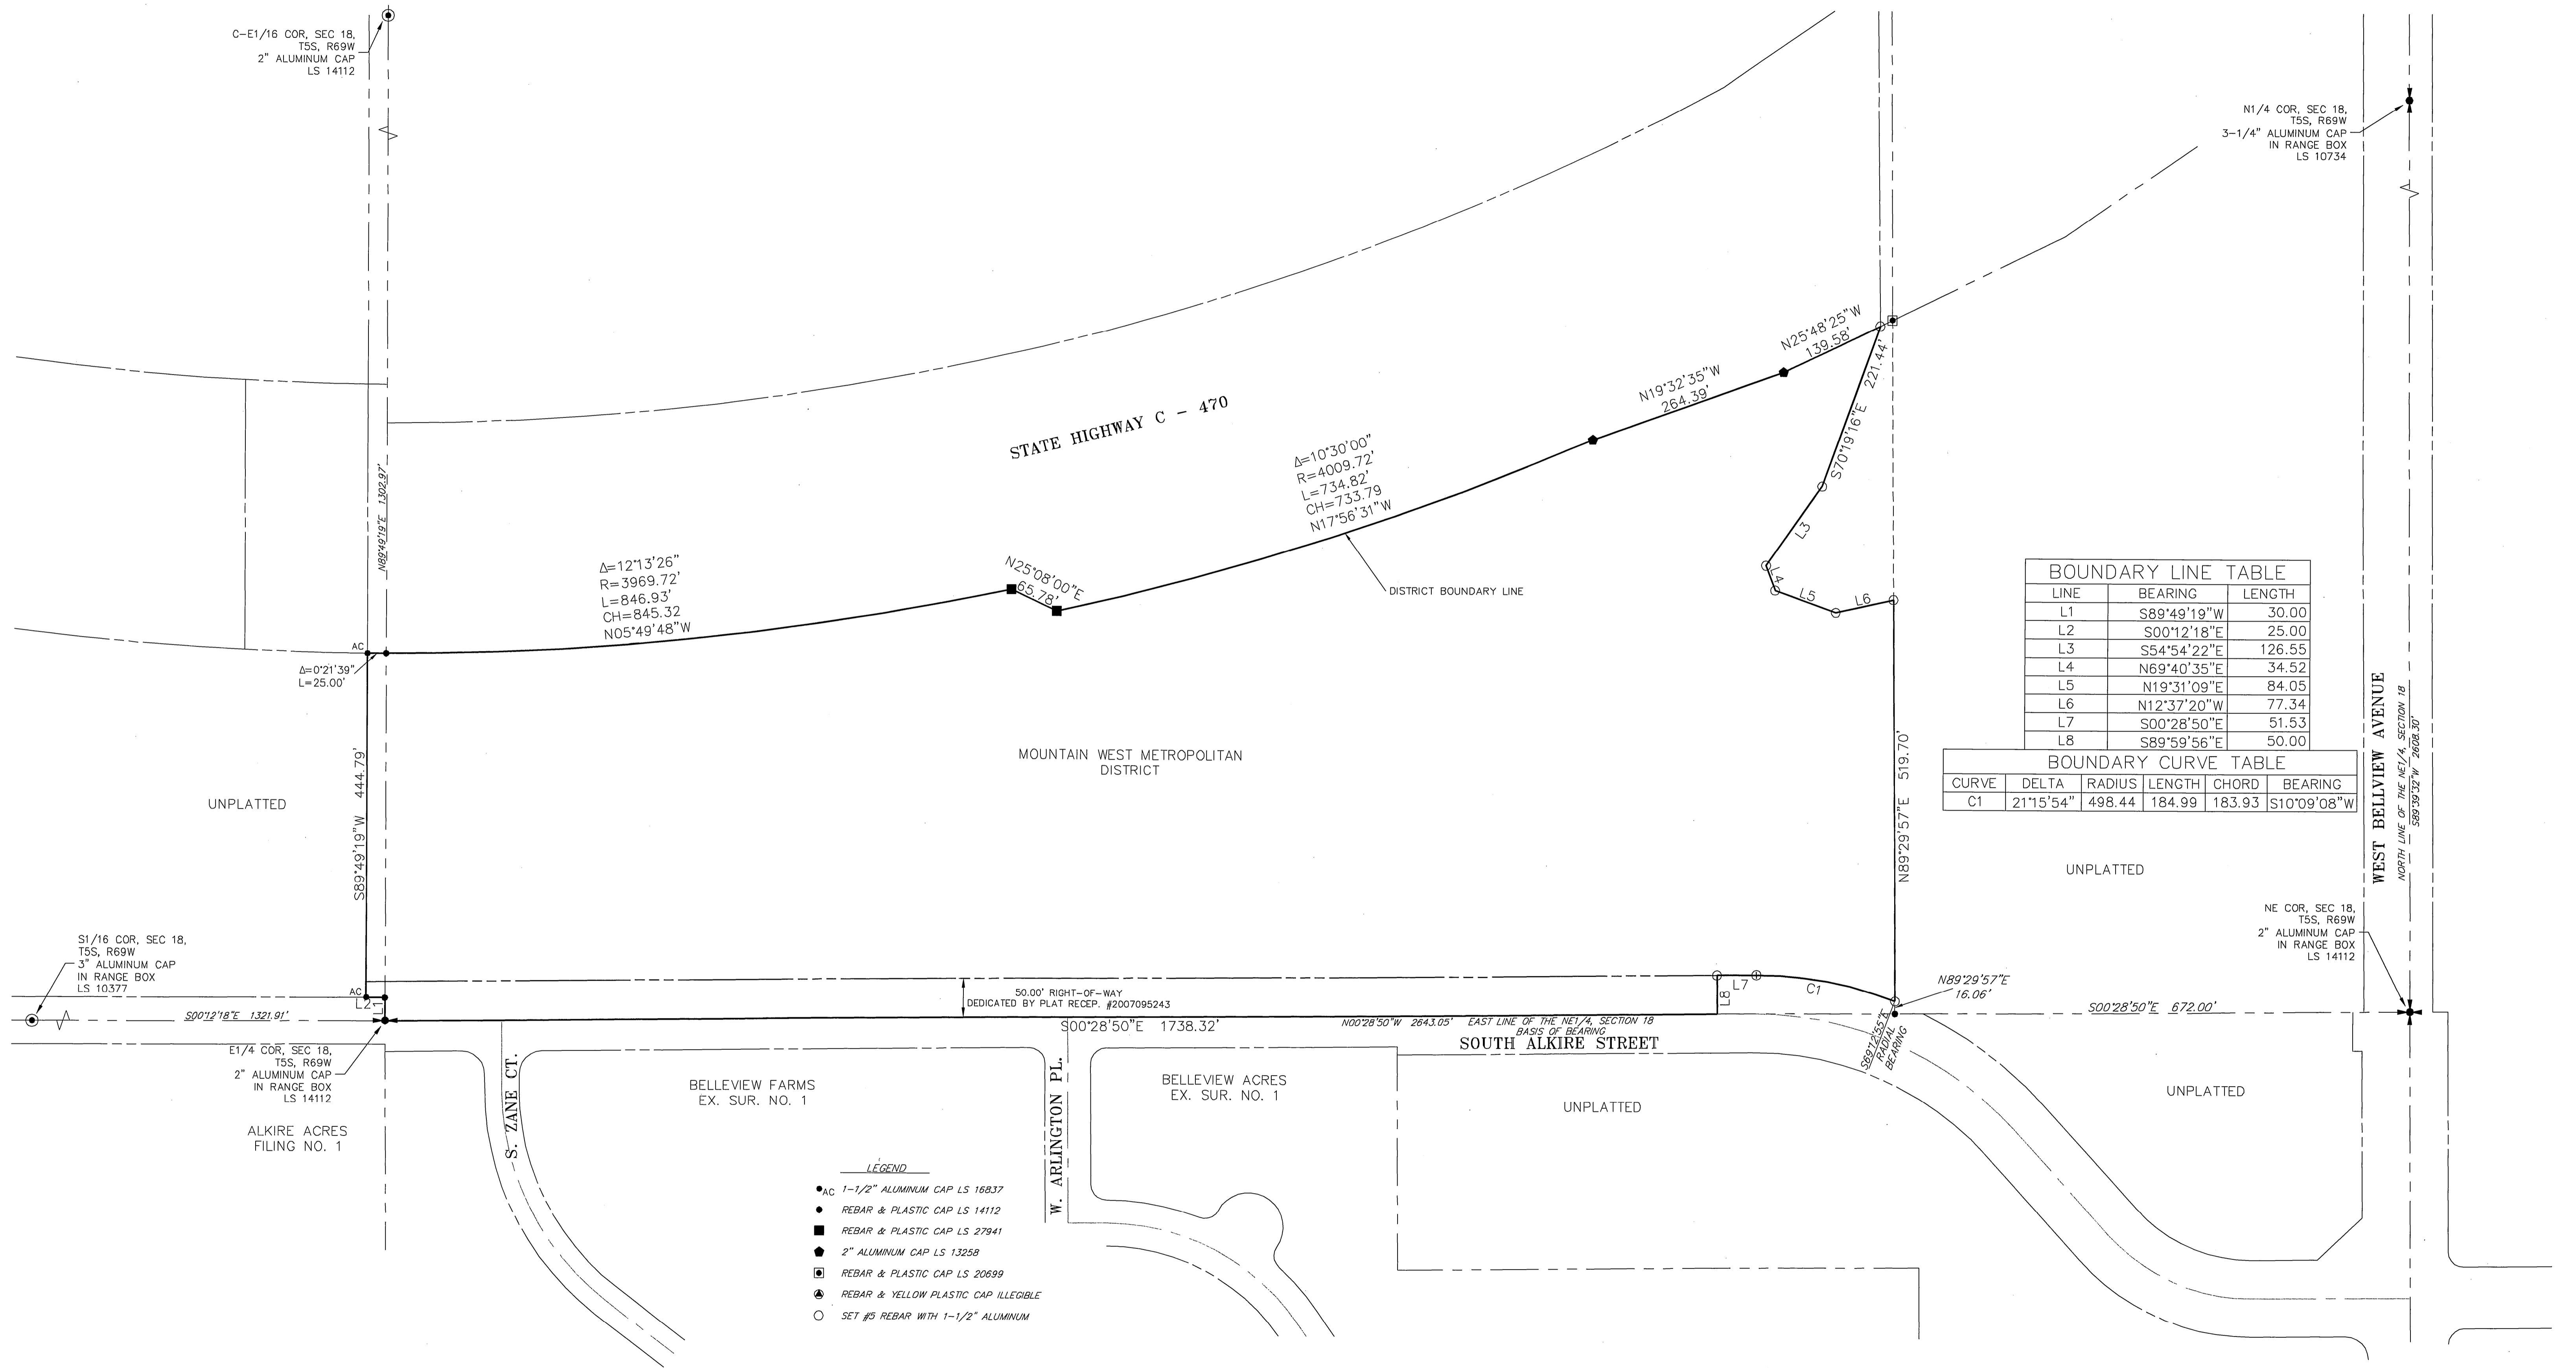 C-E1/16 COR, SEC 18,
T5S, R69W
2" ALUMINUM CAP
LS 14112
N1/4 COR, SEC 18,
T5S, R69W
3-1/4" ALUMINUM CAP
IN RANGE BOX
LS 10734
N89°49'19"E 1302.97'
STATE HIGHWAY C - 470
N25°48'25"W
139.58'
N19°32'35"W
264.39'
S70°19'16"E 221.44'
Δ=10°30'00"
R=4009.72'
L=734.82'
CH=733.79
N17°56'31"W
DISTRICT BOUNDARY LINE
Δ=12°13'26"
R=3969.72'
L=846.93'
CH=845.32
N05°49'48"W
N25°08'00"E
65.78'
L3
L4
L5
L6
AC
Δ=0°21'39"
L=25.00'
BOUNDARY LINE TABLE
LINE BEARING LENGTH
L1 S89°49'19"W 30.00
L2 S00°12'18"E 25.00
L3 S54°54'22"E 126.55
L4 N69°40'35"E 34.52
L5 N19°31'09"E 84.05
L6 N12°37'20"W 77.34
L7 S00°28'50"E 51.53
L8 S89°59'56"E 50.00
BOUNDARY CURVE TABLE
CURVE DELTA RADIUS LENGTH CHORD BEARING
C1 21°15'54" 498.44 184.99 183.93 S10°09'08"W
WEST BELLVIEW AVENUE
NORTH LINE OF THE NE1/4, SECTION 18
S89°39'32"W 2608.30'
MOUNTAIN WEST METROPOLITAN
DISTRICT
S89°49'19"W 444.79'
N89°29'57"E 519.70'
UNPLATTED
UNPLATTED
S1/16 COR, SEC 18,
T5S, R69W
3" ALUMINUM CAP
IN RANGE BOX
LS 10377
NE COR, SEC 18,
T5S, R69W
2" ALUMINUM CAP
IN RANGE BOX
LS 14112
AC
L2
L1
S00°12'18"E 1321.91'
50.00' RIGHT-OF-WAY
DEDICATED BY PLAT RECEP. #2007095243
L8
L7
C1
N89°29'57"E
16.06'
S00°28'50"E 672.00'
S00°28'50"E 1738.32'
N00°28'50"W 2643.05' EAST LINE OF THE NE1/4, SECTION 18
BASIS OF BEARING
SOUTH ALKIRE STREET
S69°12'55"E
RADIAL
BEARING
E1/4 COR, SEC 18,
T5S, R69W
2" ALUMINUM CAP
IN RANGE BOX
LS 14112
ALKIRE ACRES
FILING NO. 1
S. ZANE CT.
BELLEVIEW FARMS
EX. SUR. NO. 1
W. ARLINGTON PL.
BELLEVIEW ACRES
EX. SUR. NO. 1
UNPLATTED
UNPLATTED
LEGEND
AC 1-1/2" ALUMINUM CAP LS 16837
REBAR & PLASTIC CAP LS 14112
REBAR & PLASTIC CAP LS 27941
2" ALUMINUM CAP LS 13258
REBAR & PLASTIC CAP LS 20699
REBAR & YELLOW PLASTIC CAP ILLEGIBLE
SET #5 REBAR WITH 1-1/2" ALUMINUM